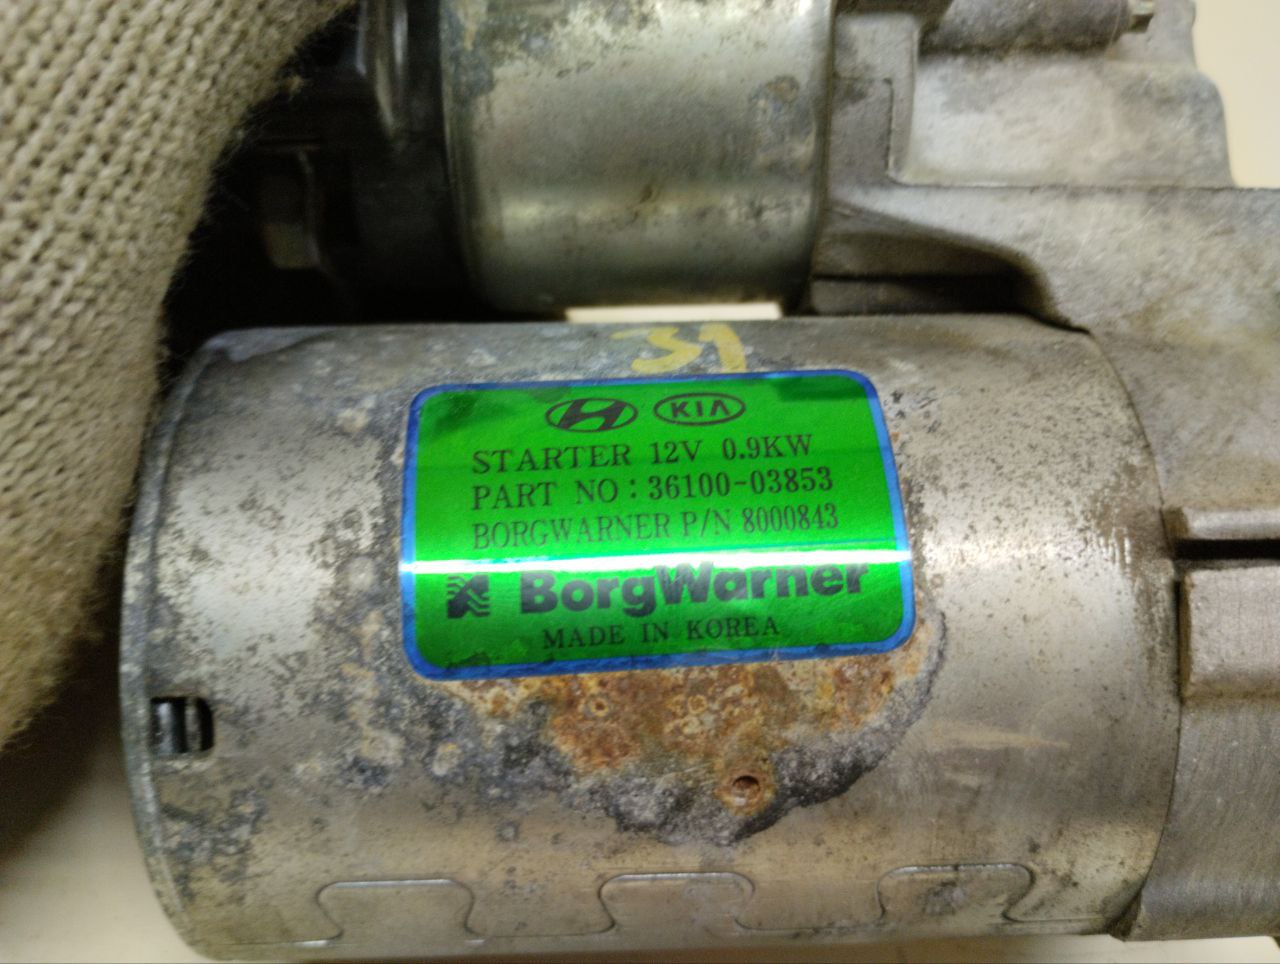 31
KIA
STARTER 12V 0.9KW
PART NO : 36100-03853
BORGWARNER P/N 8000843
BorgWarner
MADE IN KOREA